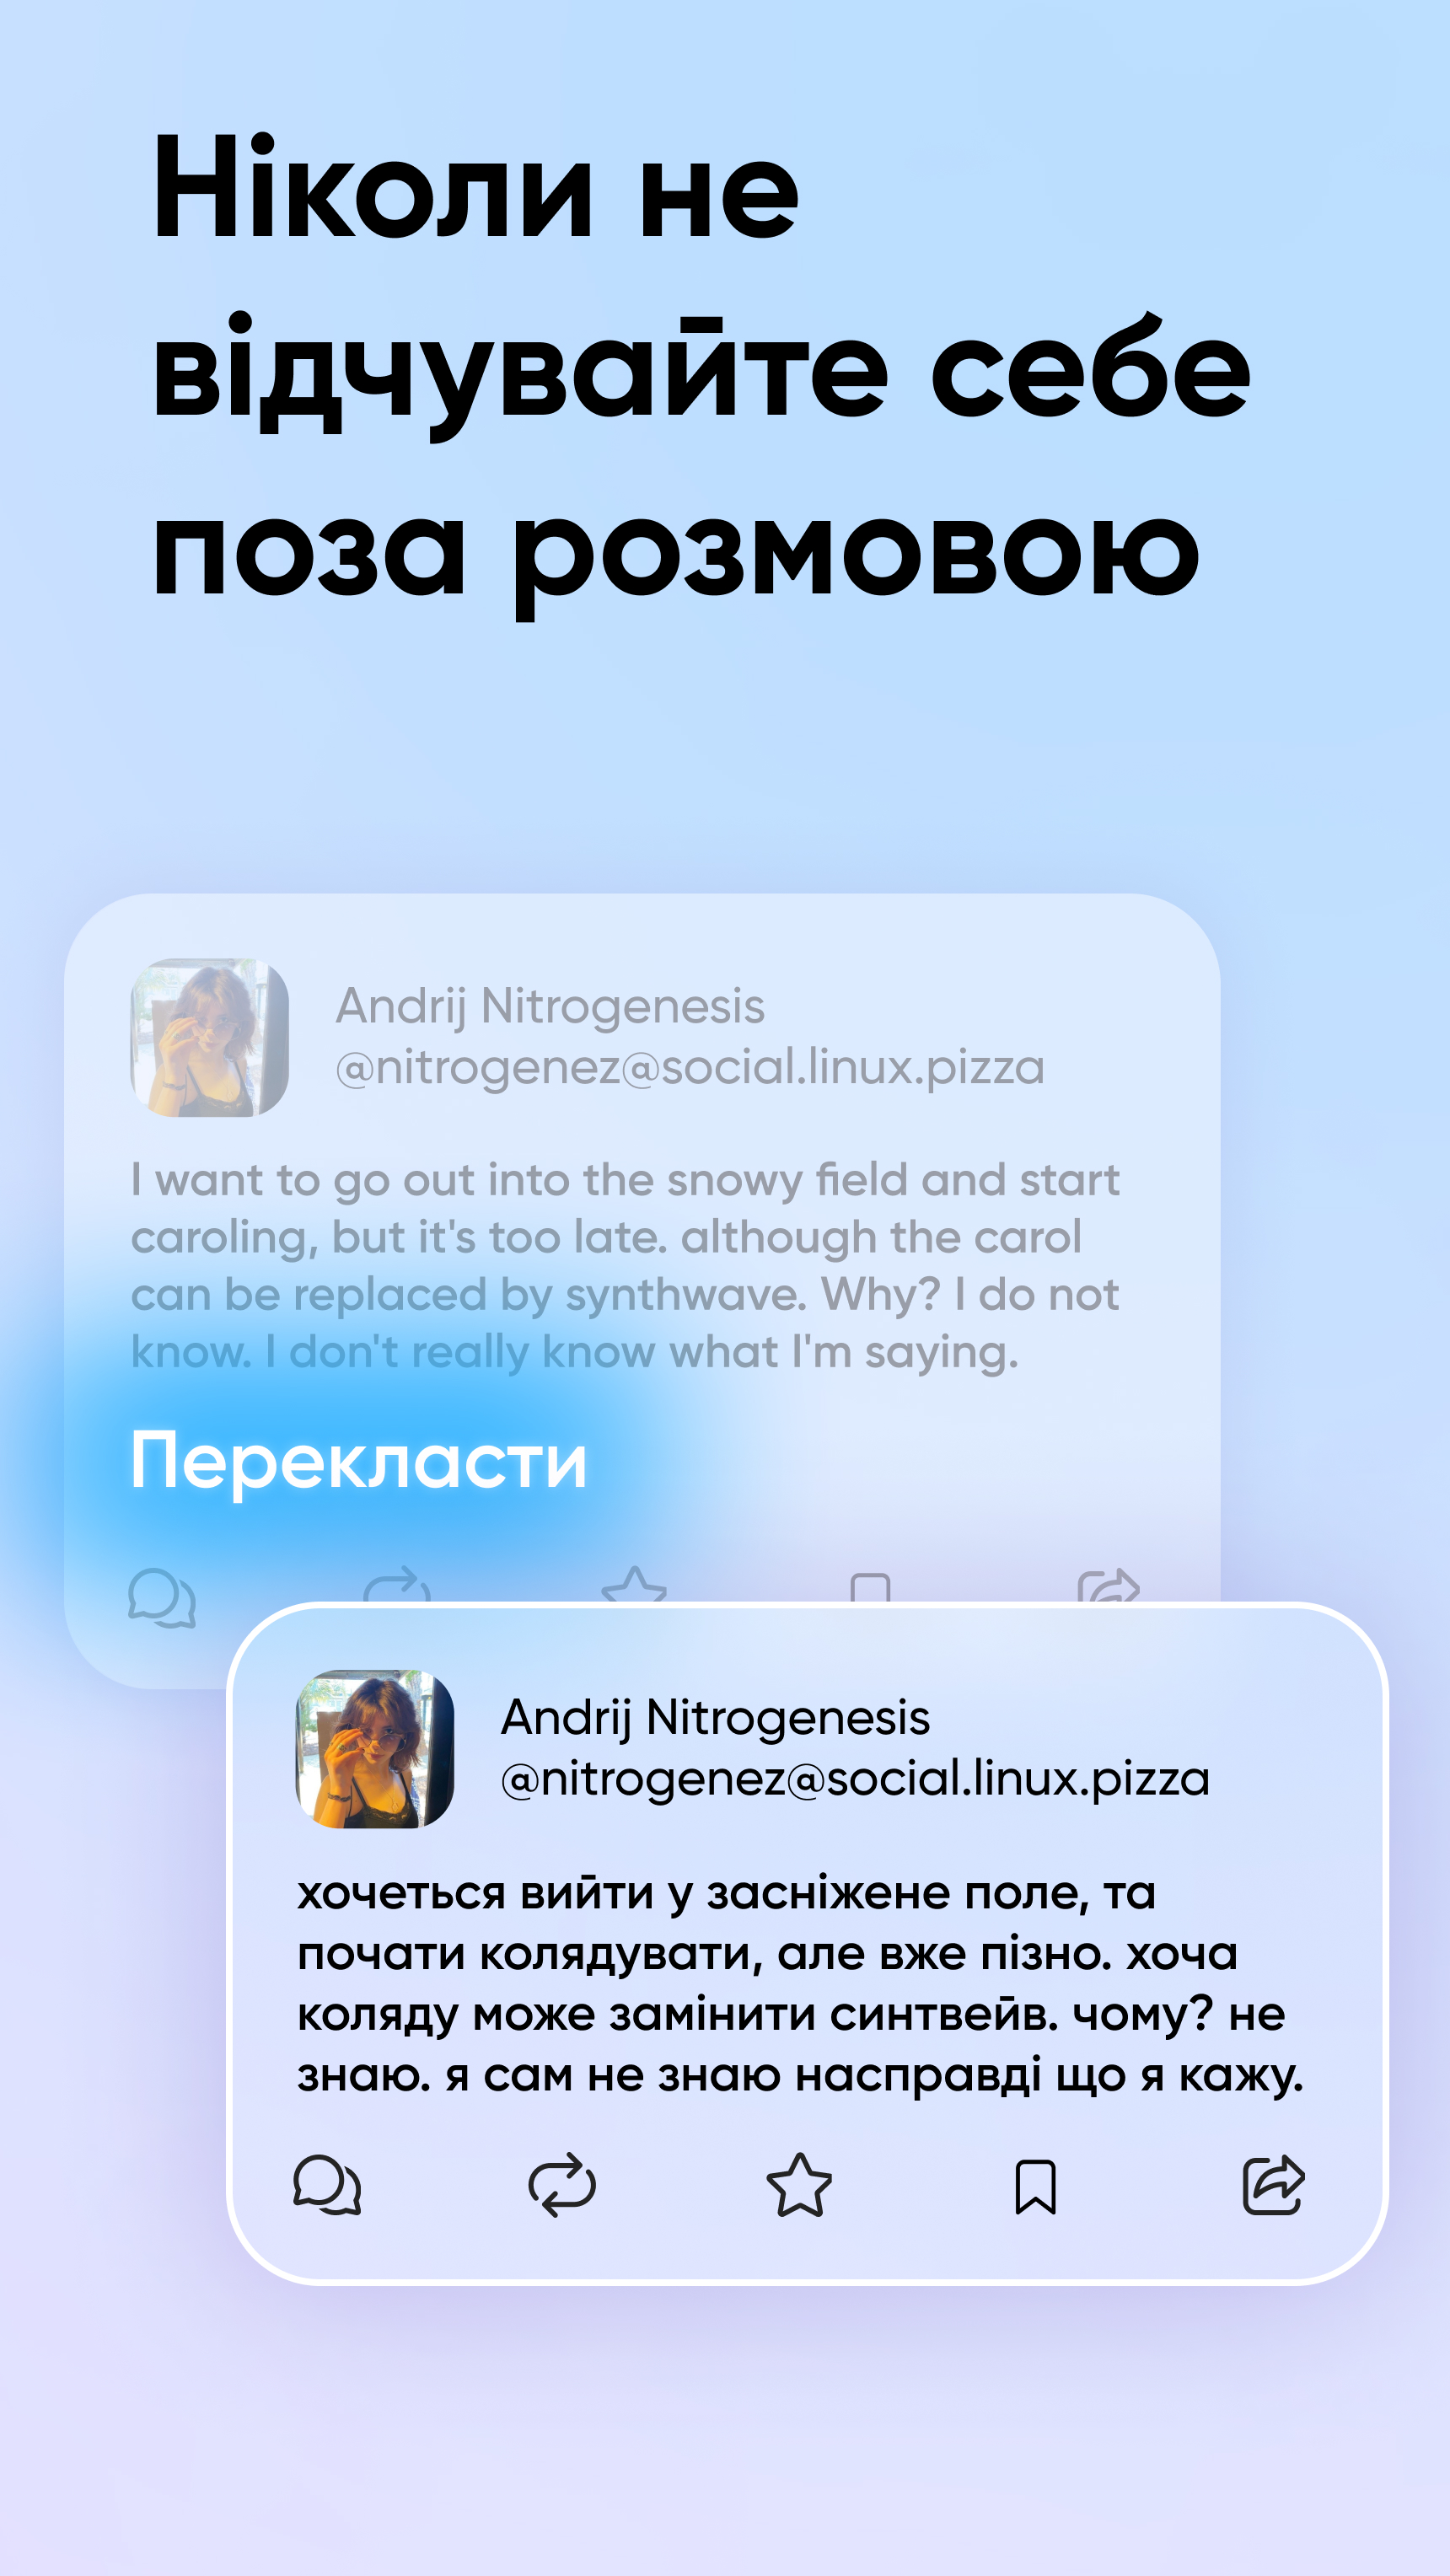 Ніколи не
відчувайте себе
поза розмовою
Andrij Nitrogenesis
@nitrogenez@social.linux.pizza
I want to go out into the snowy field and start
caroling, but it's too late. although the carol
can be replaced by synthwave. Why? I do not
know. I don't really know what I'm saying.
Перекласти
Andrij Nitrogenesis
@nitrogenez@social.linux.pizza
хочеться вийти у засніжене поле, та
почати колядувати, але вже пізно. хоча
коляду може замінити синтвейв. чому? не
знаю. я сам не знаю насправді що я кажу.